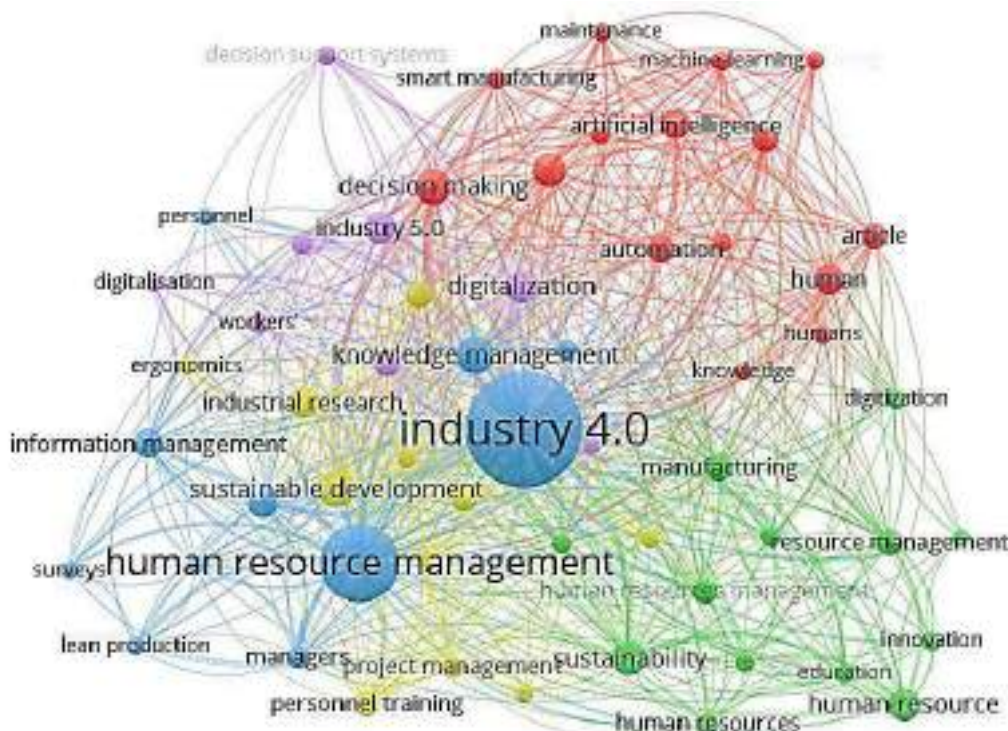 maintenance
decision support systems
machine learning
smart manufacturing
artificial intelligence
decision making
personnel
industry 5.0
article
automation
digitalisation
digitalization
human
workers'
humans
knowledge management
ergonomics
knowledge
industrial research
digitization
industry 4.0
information management
manufacturing
sustainable development
resource management
human resource management
surveys
human resources management
lean production
managers
project management
sustainability
innovation
education
personnel training
human resource
human resources